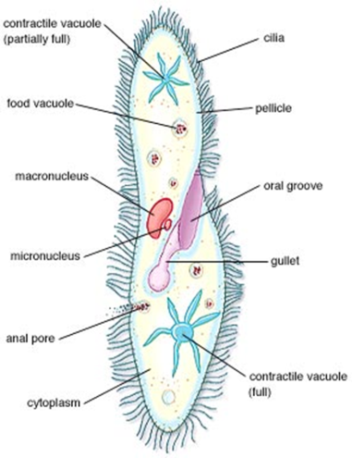 contractile vacuole
(partially full)
cilia
food vacuole
pellicle
macronucleus
oral groove
micronucleus
gullet
anal pore
contractile vacuole
(full)
cytoplasm